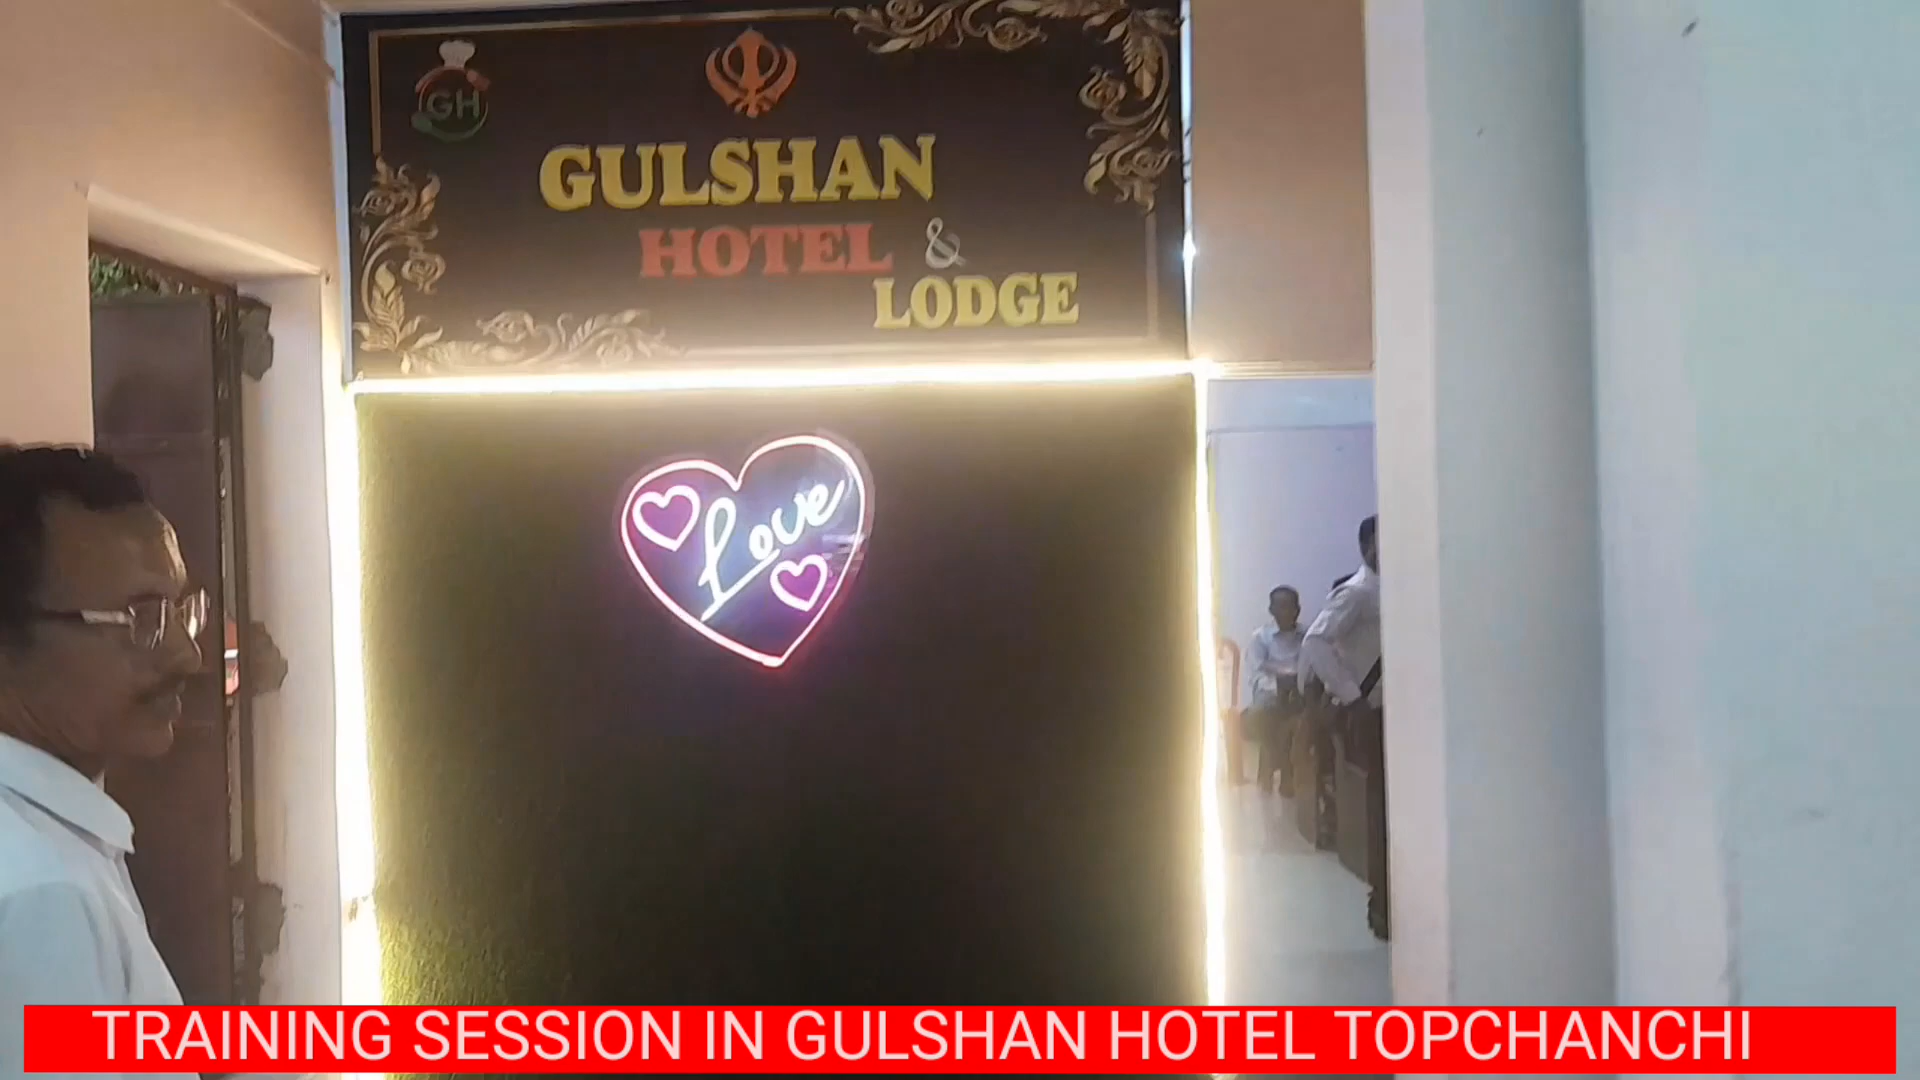 GH
GULSHAN
HOTEL &
LODGE
Love
TRAINING SESSION IN GULSHAN HOTEL TOPCHANCHI